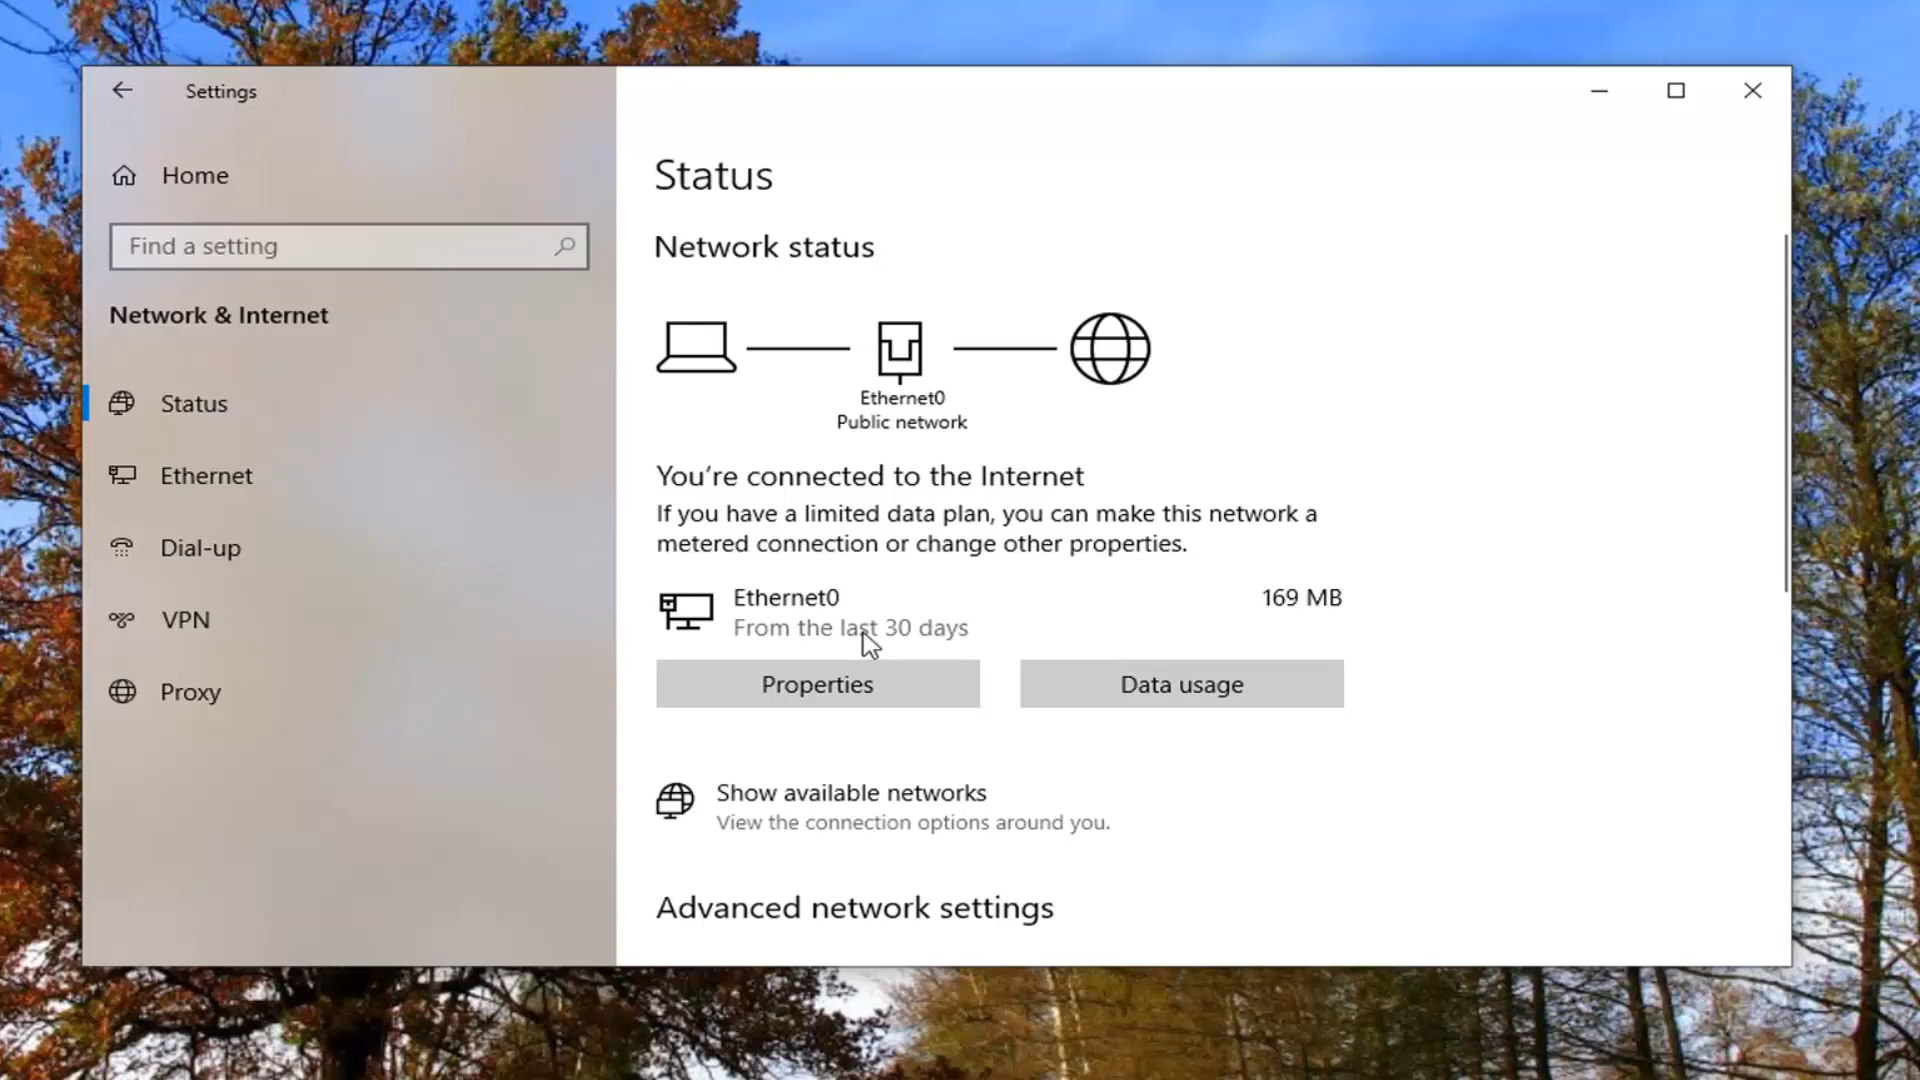 Settings
Home
Find a setting
Network & Internet
Status
Ethernet
Dial-up
VPN
Proxy
Status
Network status
Ethernet0
Public network
You're connected to the Internet
If you have a limited data plan, you can make this network a
metered connection or change other properties.
Ethernet0 169 MB
From the last 30 days
Properties Data usage
Show available networks
View the connection options around you.
Advanced network settings